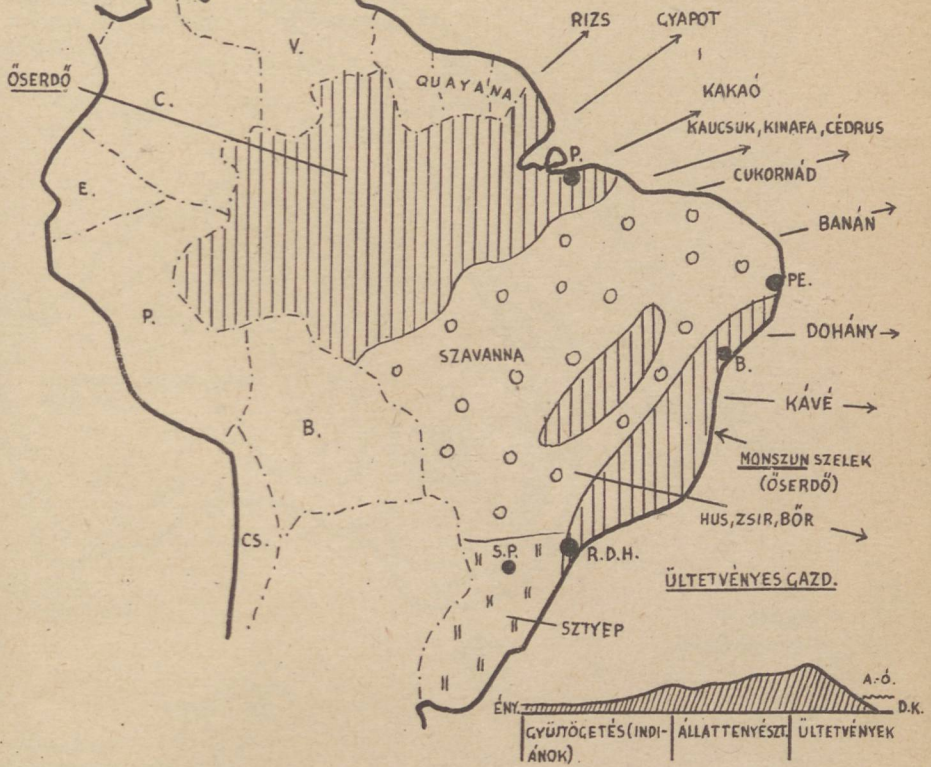 RIZS
GYAPOT
V.
QUAYÁNA
ŐSERDŐ
C.
KAKAÓ
KAUCSUK, KINAFA, CÉDRUS
P.
CUKORNÁD
E.
BANÁN
PE.
P.
DOHÁNY
SZAVANNA
B.
KÁVÉ
B.
MONSZUN SZELEK
(ŐSERDŐ)
HUS, ZSIR, BŐR
CS.
S.P.
R.D.H.
ÜLTETVÉNYES GAZD.
SZTYEP
A.-Ó.
ÉNY.
D.K.
GYÜJTÖGETÉS (INDI-
ÁNOK)
ÁLLATTENYÉSZT.
ÜLTETVÉNYEK